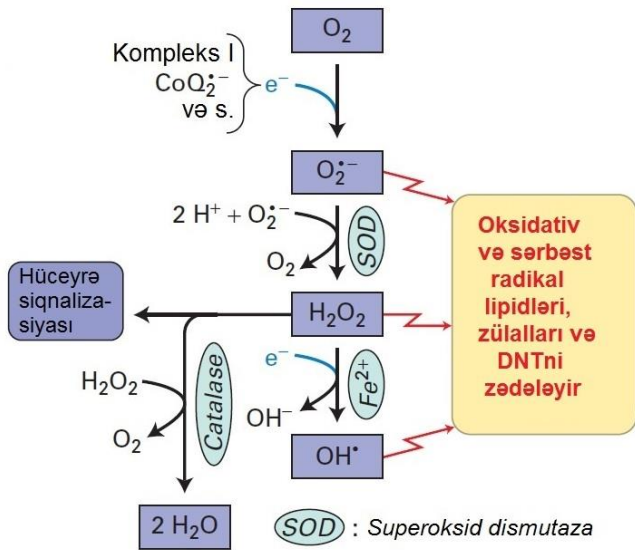 O₂
Kompleks I
CoQ₂•⁻
və s.
e⁻
O₂•⁻
2 H⁺ + O₂•⁻
SOD
O₂
Oksidativ
və sərbəst
radikal
lipidləri,
zülalları və
DNTni
zədələyir
Hüceyrə
siqnaliza-
siyası
H₂O₂
e⁻
Fe²⁺
OH⁻
H₂O₂
Catalase
O₂
OH•
2 H₂O
SOD : Superoksid dismutaza